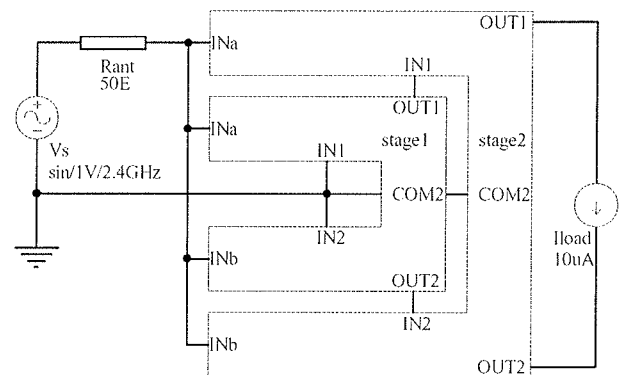 OUT1
INa
Rant
50E
IN1
OUT1
INa
stage1
stage2
Vs
sin/1V/2.4GHz
IN1
COM2
COM2
IN2
Iload
10uA
INb
OUT2
IN2
INb
OUT2